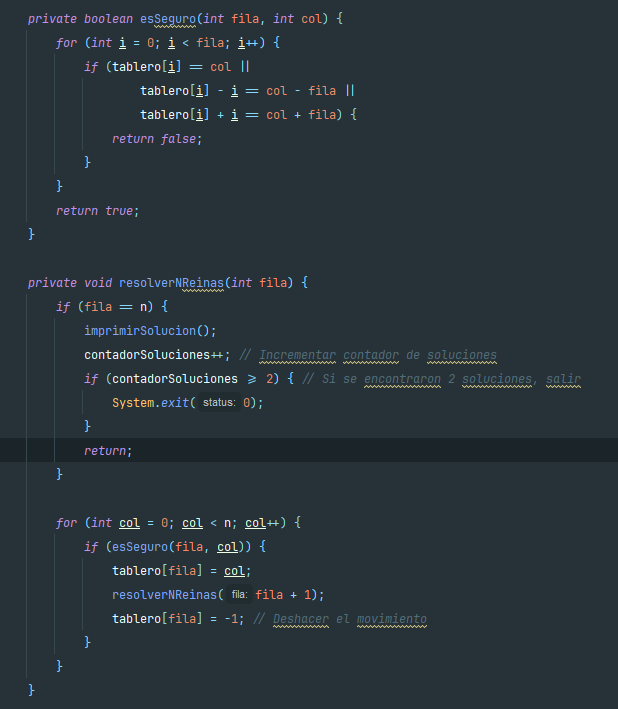 private boolean esSeguro(int fila, int col) {
for (int i = 0; i < fila; i++) {
if (tablero[i] == col ||
tablero[i] - i == col - fila ||
tablero[i] + i == col + fila) {
return false;
}
}
return true;
}
private void resolverNReinas(int fila) {
if (fila == n) {
imprimirSolucion();
contadorSoluciones++; // Incrementar contador de soluciones
if (contadorSoluciones >= 2) { // Si se encontraron 2 soluciones, salir
System.exit( status: 0);
}
return;
}
for (int col = 0; col < n; col++) {
if (esSeguro(fila, col)) {
tablero[fila] = col;
resolverNReinas( fila: fila + 1);
tablero[fila] = -1; // Deshacer el movimiento
}
}
}